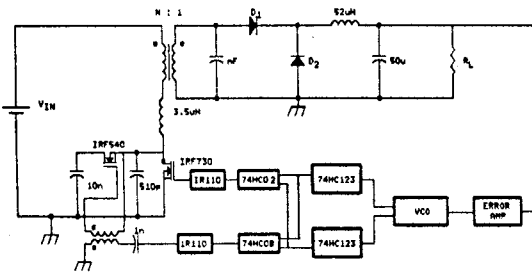 N : 1
D1
52uH
nF
D2
50u
RL
VIN
3.5uH
IRF540
IRF730
10n
510p
IR110
74HC02
74HC123
VCO
ERROR
AMP
1n
IR110
74HC08
74HC123